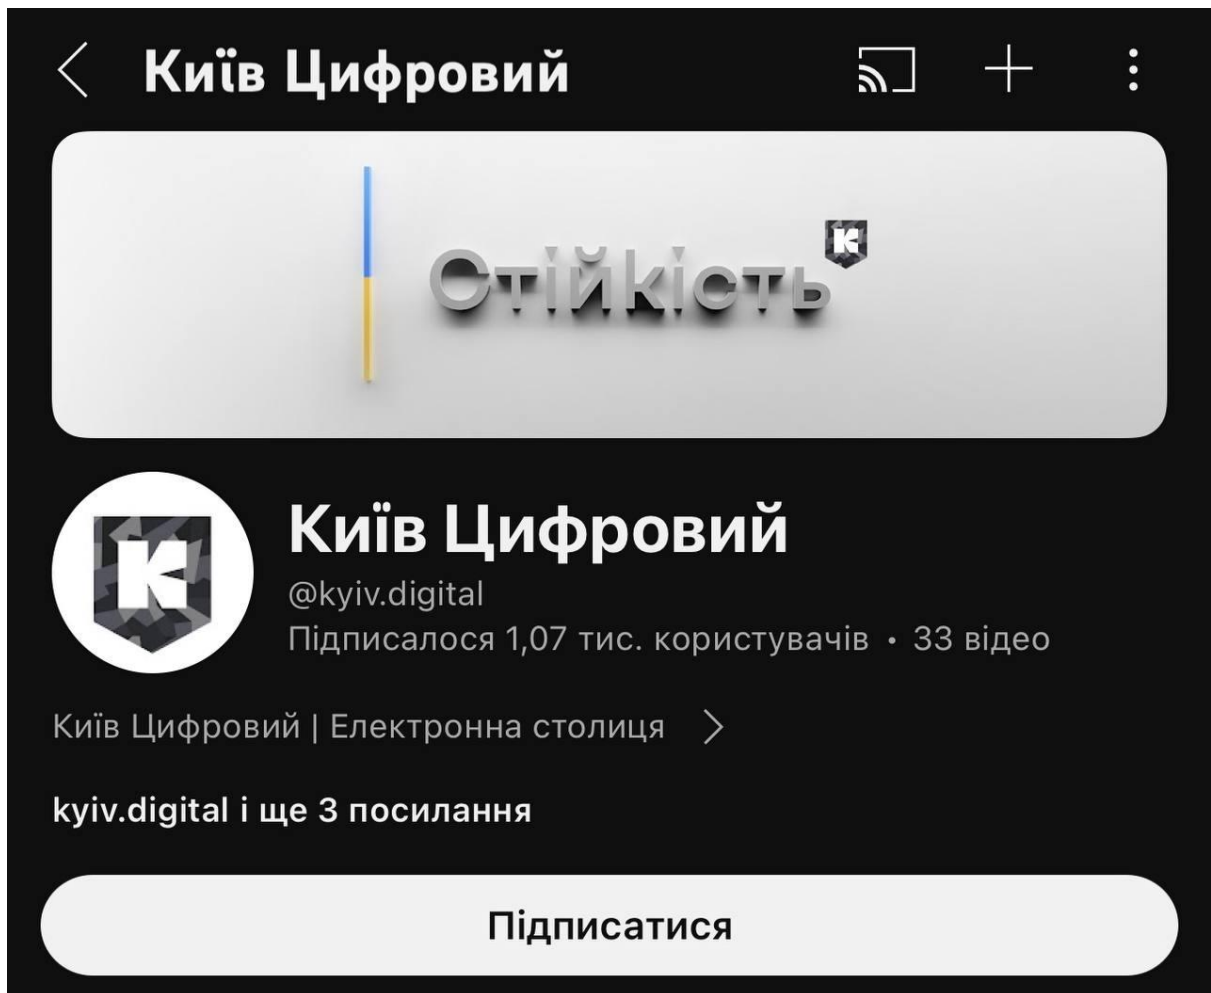 Київ Цифровий
Стійкість
K
Київ Цифровий
K
@kyiv.digital
Підписалося 1,07 тис. користувачів • 33 відео
Київ Цифровий | Електронна столиця
kyiv.digital і ще 3 посилання
Підписатися